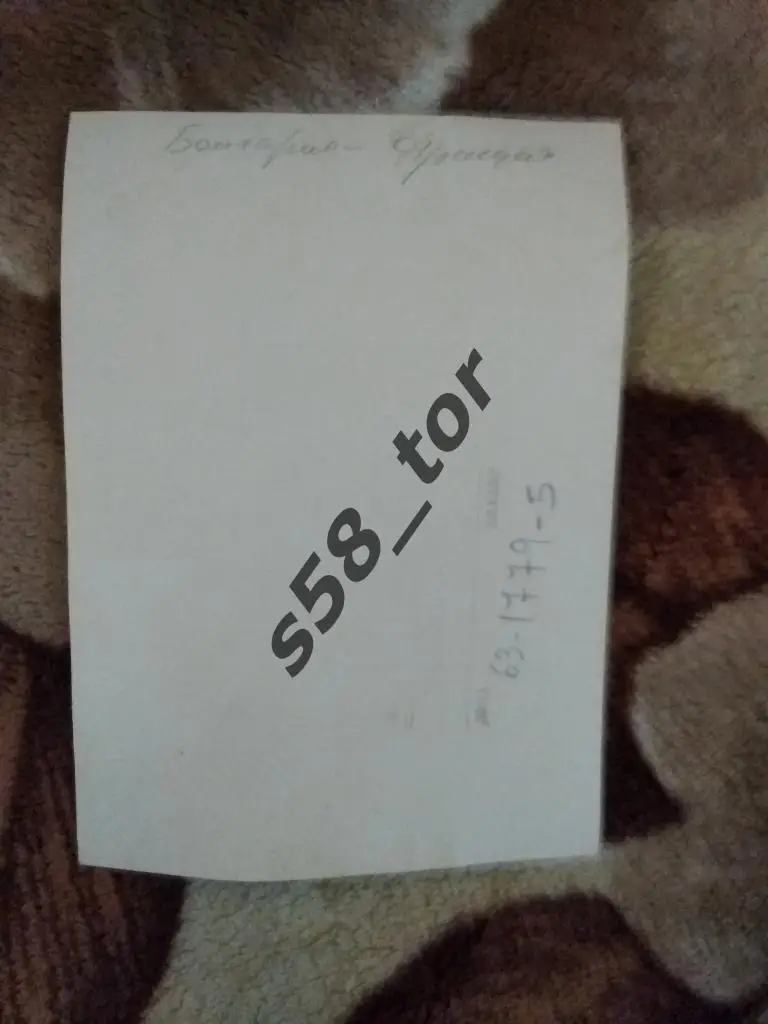 Болгария - Франция
s58_tor
63-1779-5